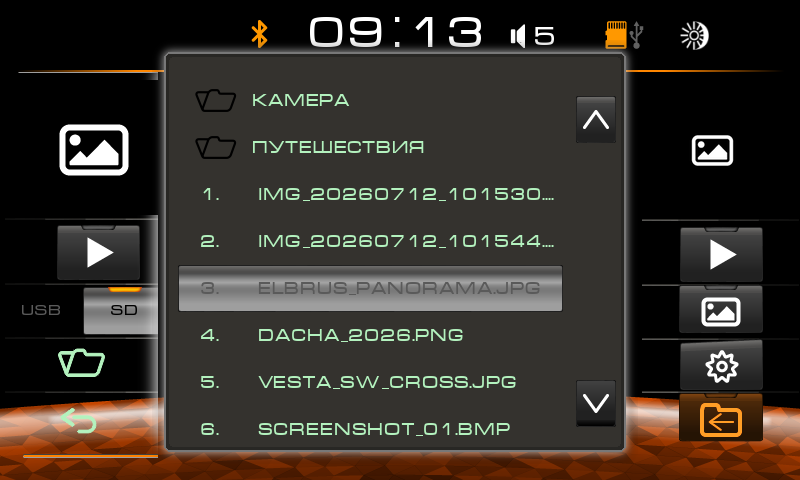 09:13
5
КАМЕРА
ПУТЕШЕСТВИЯ
1. IMG_20260712_101530...
2. IMG_20260712_101544...
3. ELBRUS_PANORAMA.JPG
USB SD
4. DACHA_2026.PNG
5. VESTA_SW_CROSS.JPG
6. SCREENSHOT_01.BMP